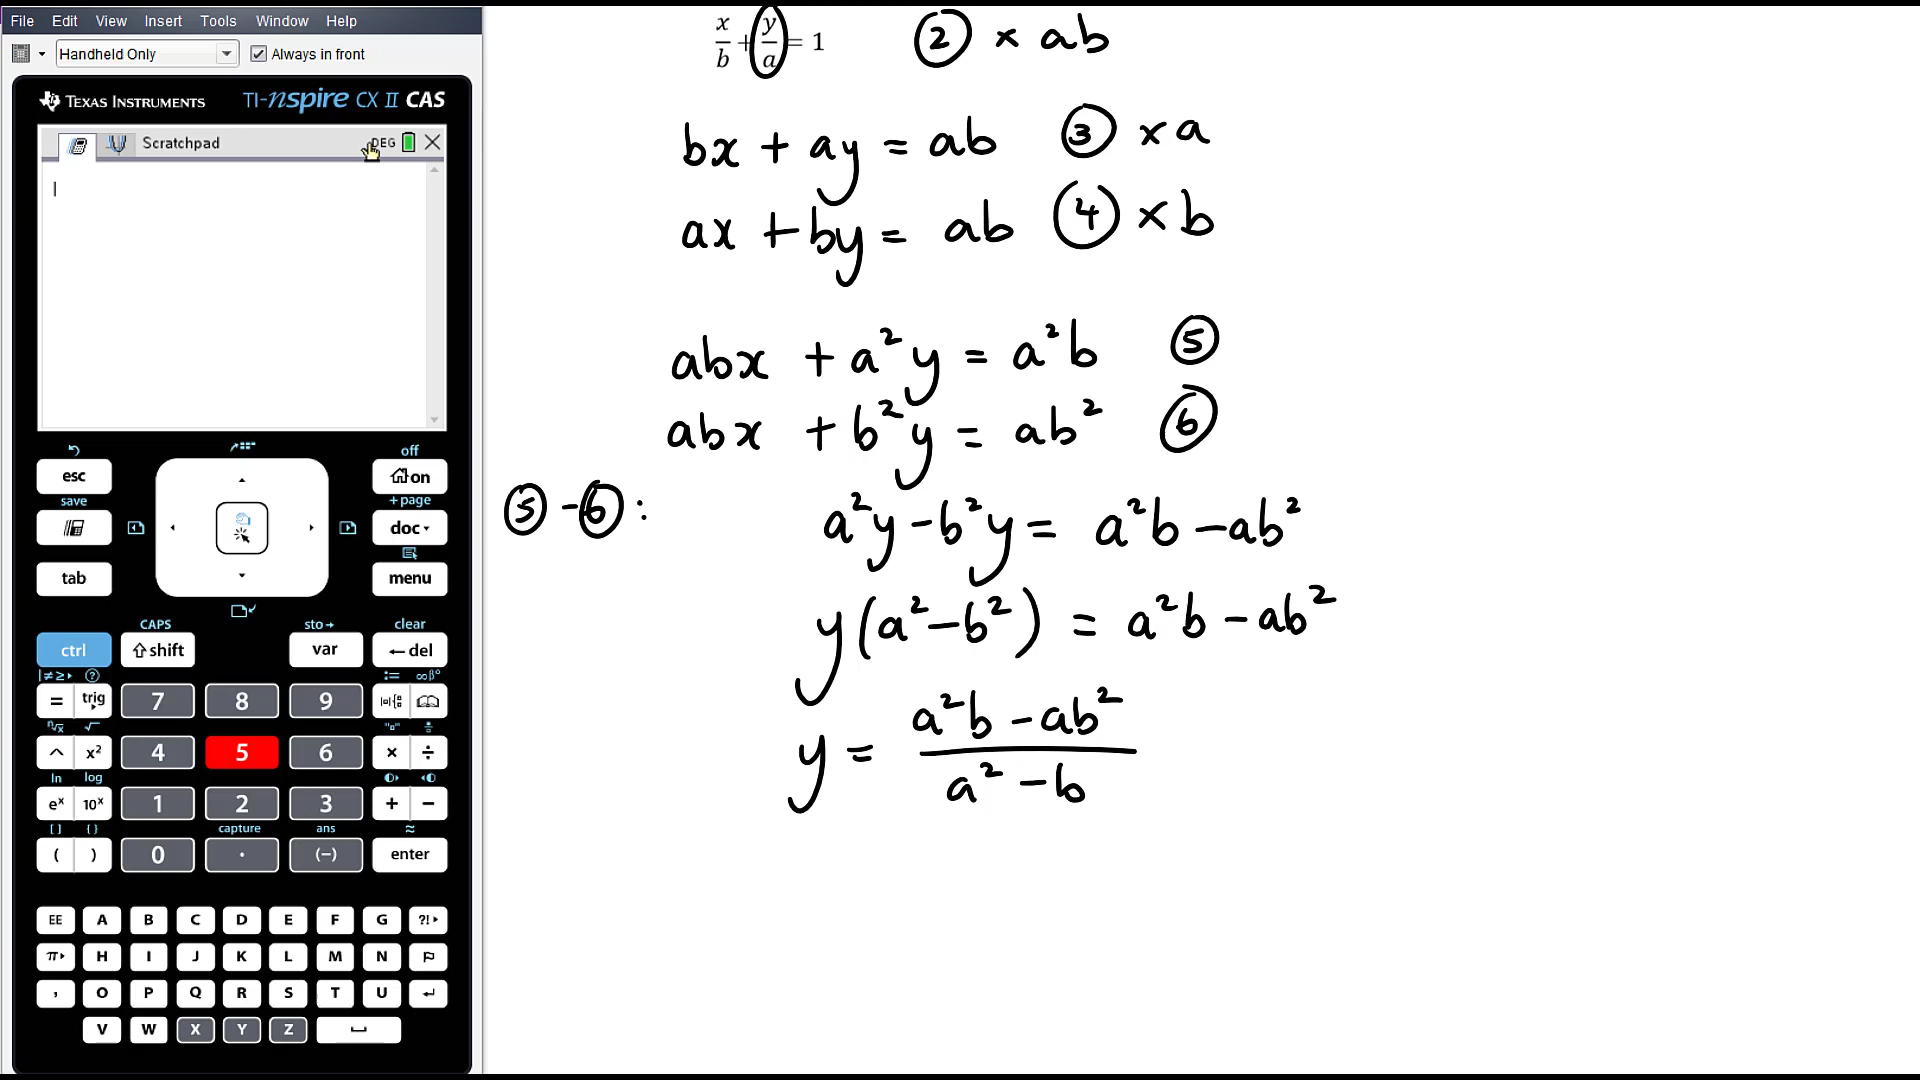 File Edit View Insert Tools Window Help
Handheld Only Always in front
TEXAS INSTRUMENTS TI-nspire CX II CAS
Scratchpad DEG
off
esc on
save + page
doc
tab menu
CAPS sto→ clear
ctrl ⇧shift var ←del
|≠≥▸ ? := ∞β°
= trig 7 8 9
ⁿ√x √ "▫"
^ x² 4 5 6 × ÷
ln log
eˣ 10ˣ 1 2 3 + −
[ ] { } capture ans ≈
( ) 0 . (−) enter
EE A B C D E F G ?!▸
π▸ H I J K L M N
, O P Q R S T U ↵
V W X Y Z
x/b + y/a = 1 ② × ab
bx + ay = ab ③ × a
ax + by = ab ④ × b
abx + a²y = a²b ⑤
abx + b²y = ab² ⑥
⑤ - ⑥ : a²y - b²y = a²b - ab²
y(a² - b²) = a²b - ab²
y = (a²b - ab²)/(a² - b